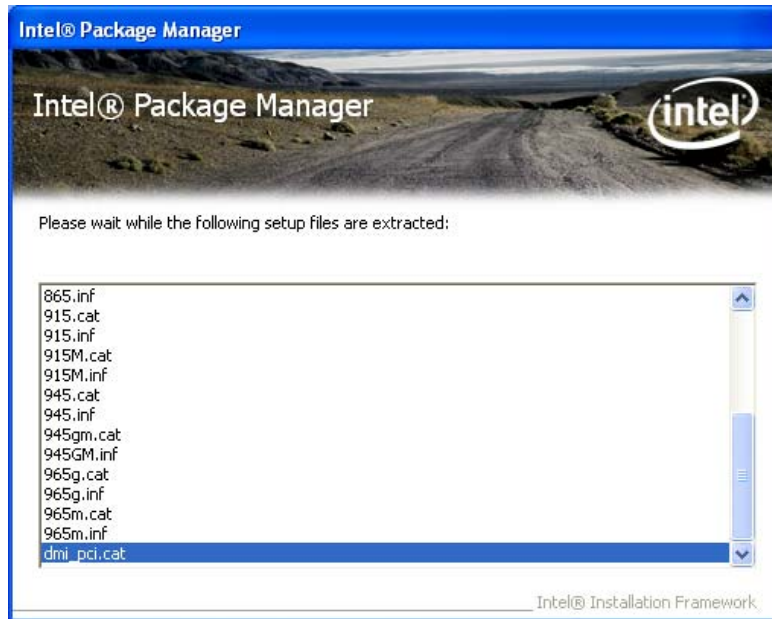 Intel® Package Manager
Intel® Package Manager
intel
Please wait while the following setup files are extracted:
865.inf
915.cat
915.inf
915M.cat
915M.inf
945.cat
945.inf
945gm.cat
945GM.inf
965g.cat
965g.inf
965m.cat
965m.inf
dmi_pci.cat
Intel® Installation Framework